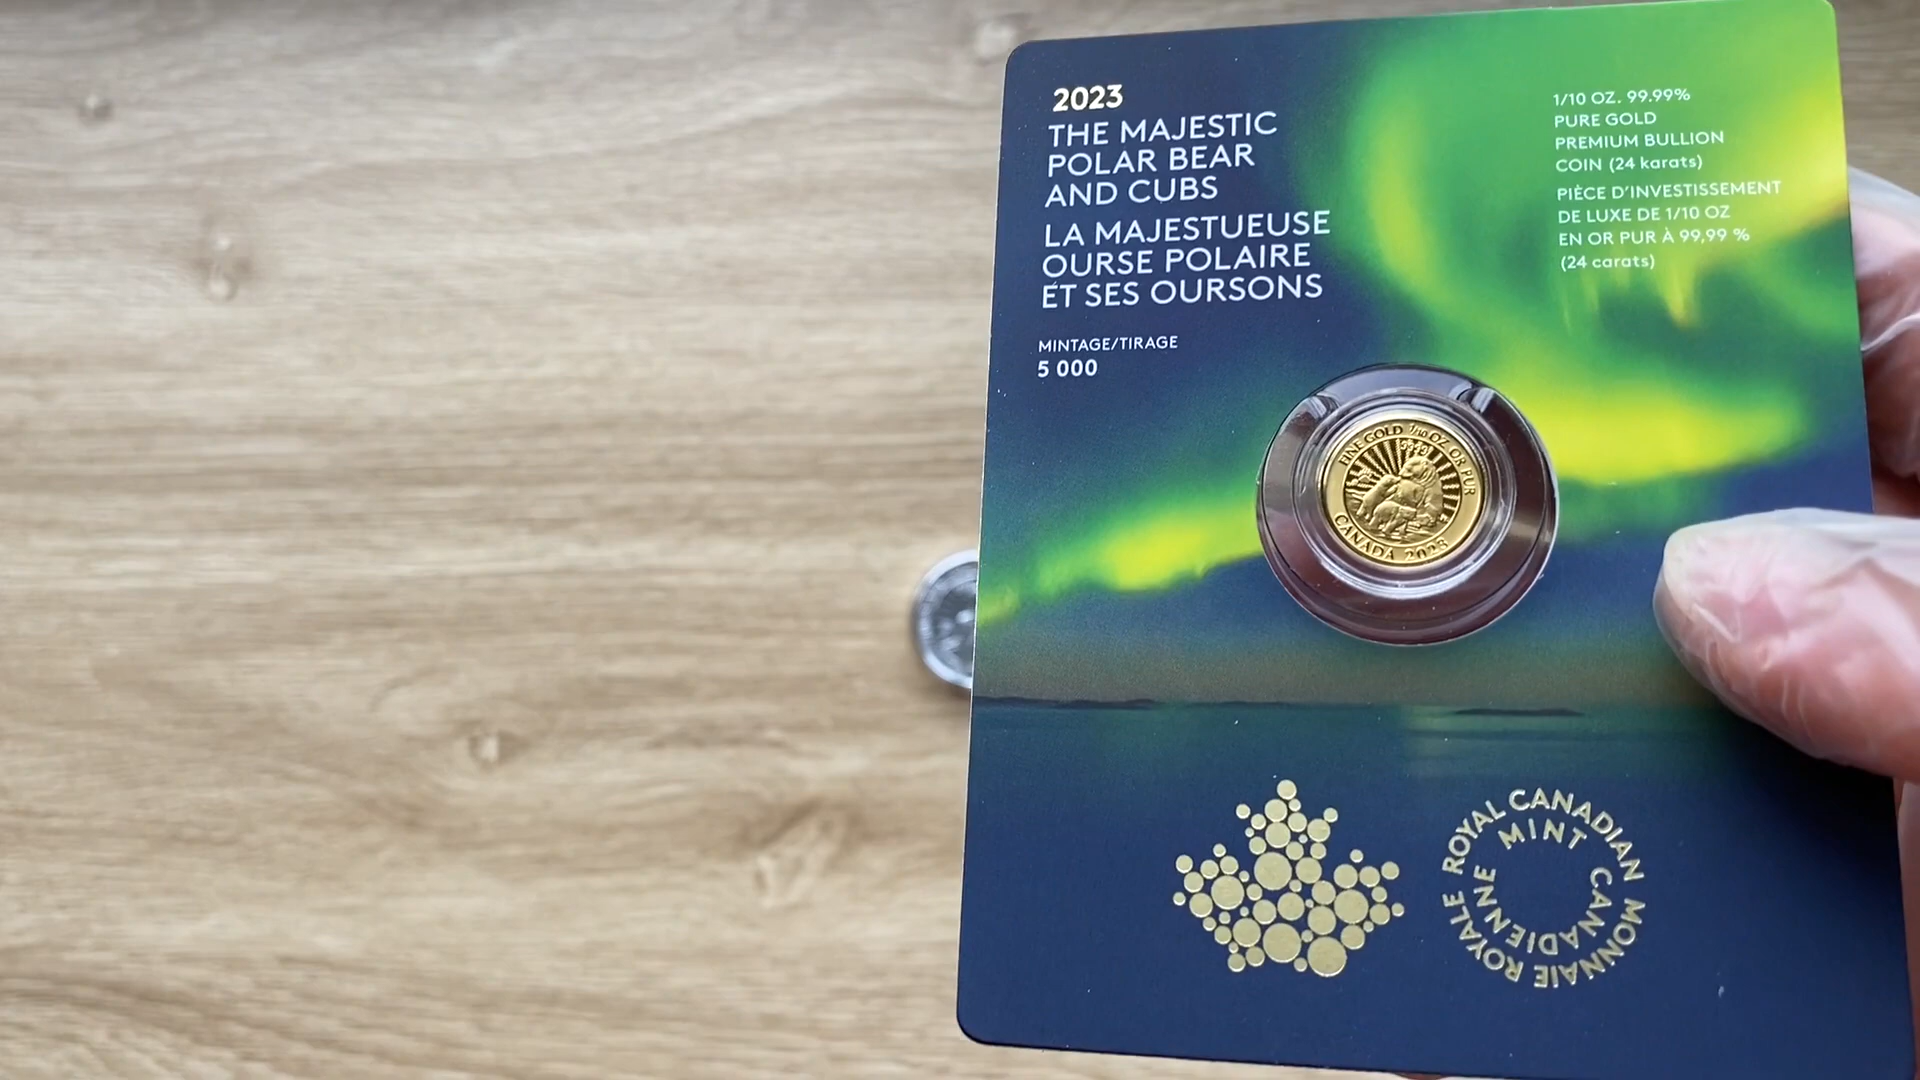 2023
THE MAJESTIC
POLAR BEAR
AND CUBS
LA MAJESTUEUSE
OURSE POLAIRE
ET SES OURSONS
MINTAGE/TIRAGE
5 000
1/10 OZ. 99.99%
PURE GOLD
PREMIUM BULLION
COIN (24 karats)
PIÈCE D'INVESTISSEMENT
DE LUXE DE 1/10 OZ
EN OR PUR À 99,99 %
(24 carats)
FINE GOLD 1/10 OZ. OR PUR
9999
CANADA 2023
ROYAL CANADIAN MINT
MONNAIE ROYALE CANADIENNE